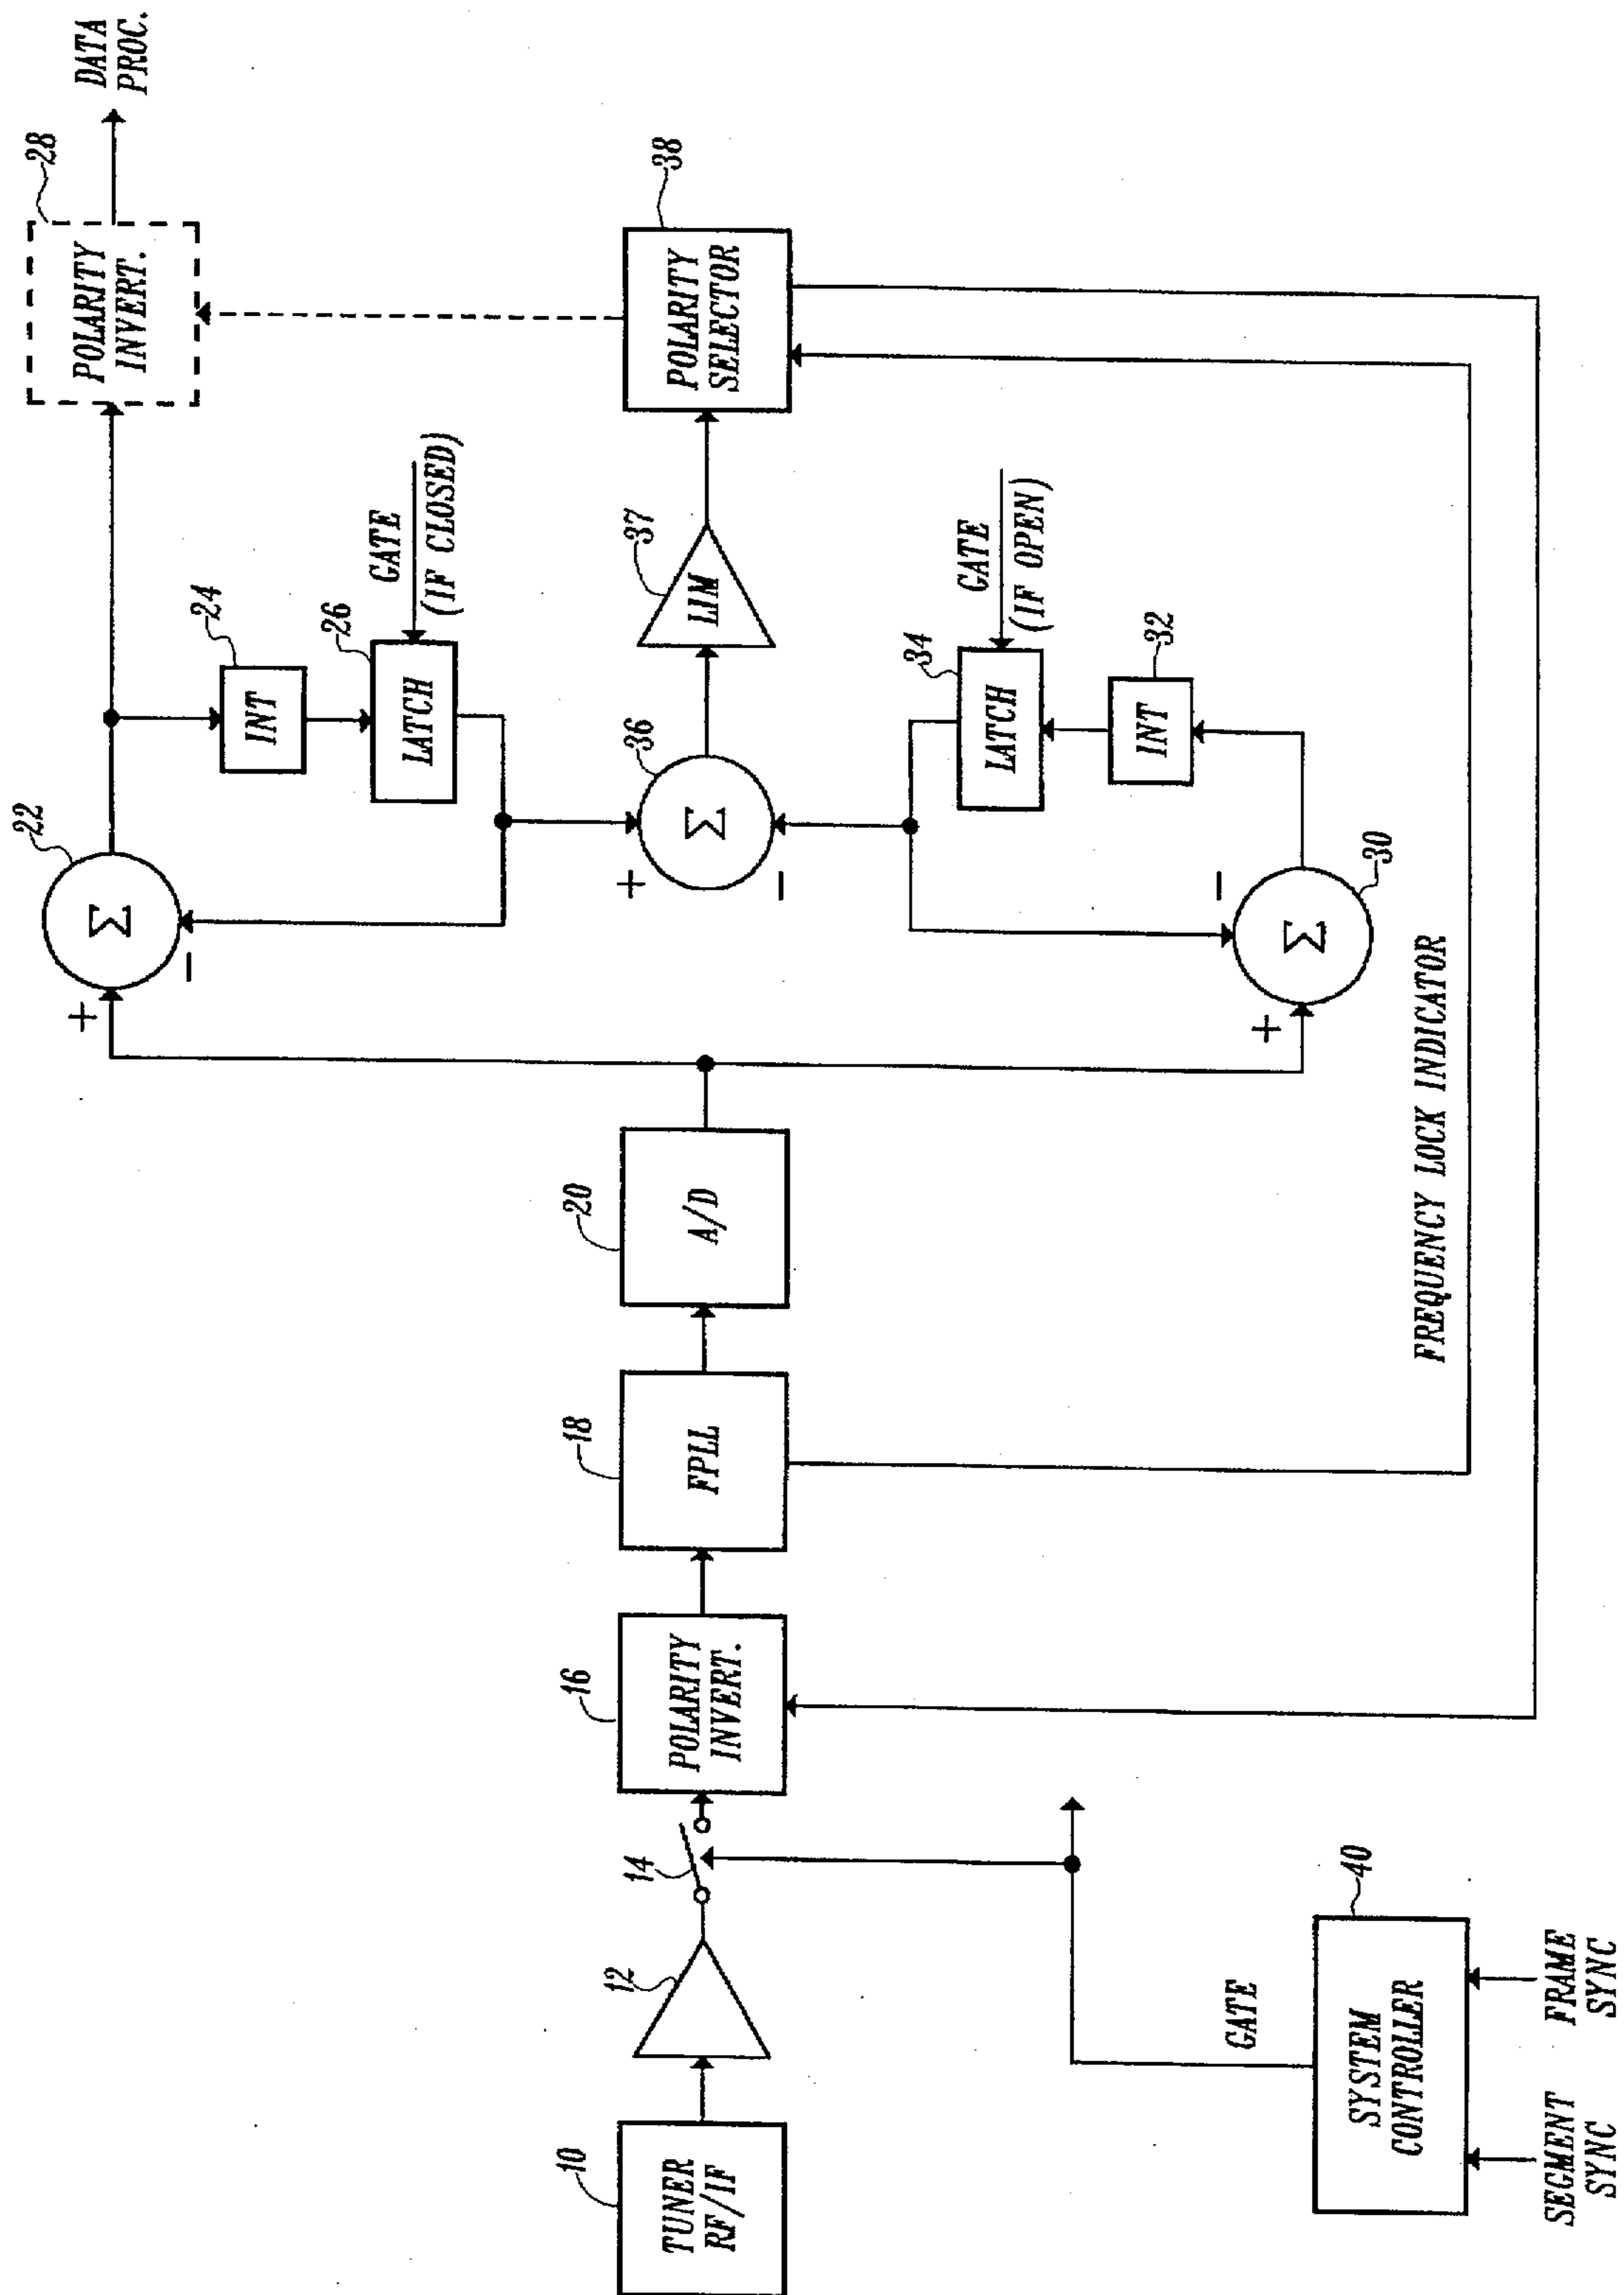 10
TUNER
RF/IF
12
14
16
POLARITY
INVERT.
18
FPLL
20
A/D
22
Σ
+
−
24
INT
26
LATCH
GATE
(IF CLOSED)
28
POLARITY
INVERT.
DATA
PROC.
30
Σ
+
−
32
INT
34
LATCH
GATE
(IF OPEN)
36
Σ
+
−
37
LIM
38
POLARITY
SELECTOR
FREQUENCY LOCK INDICATOR
40
SYSTEM
CONTROLLER
GATE
SEGMENT
SYNC
FRAME
SYNC